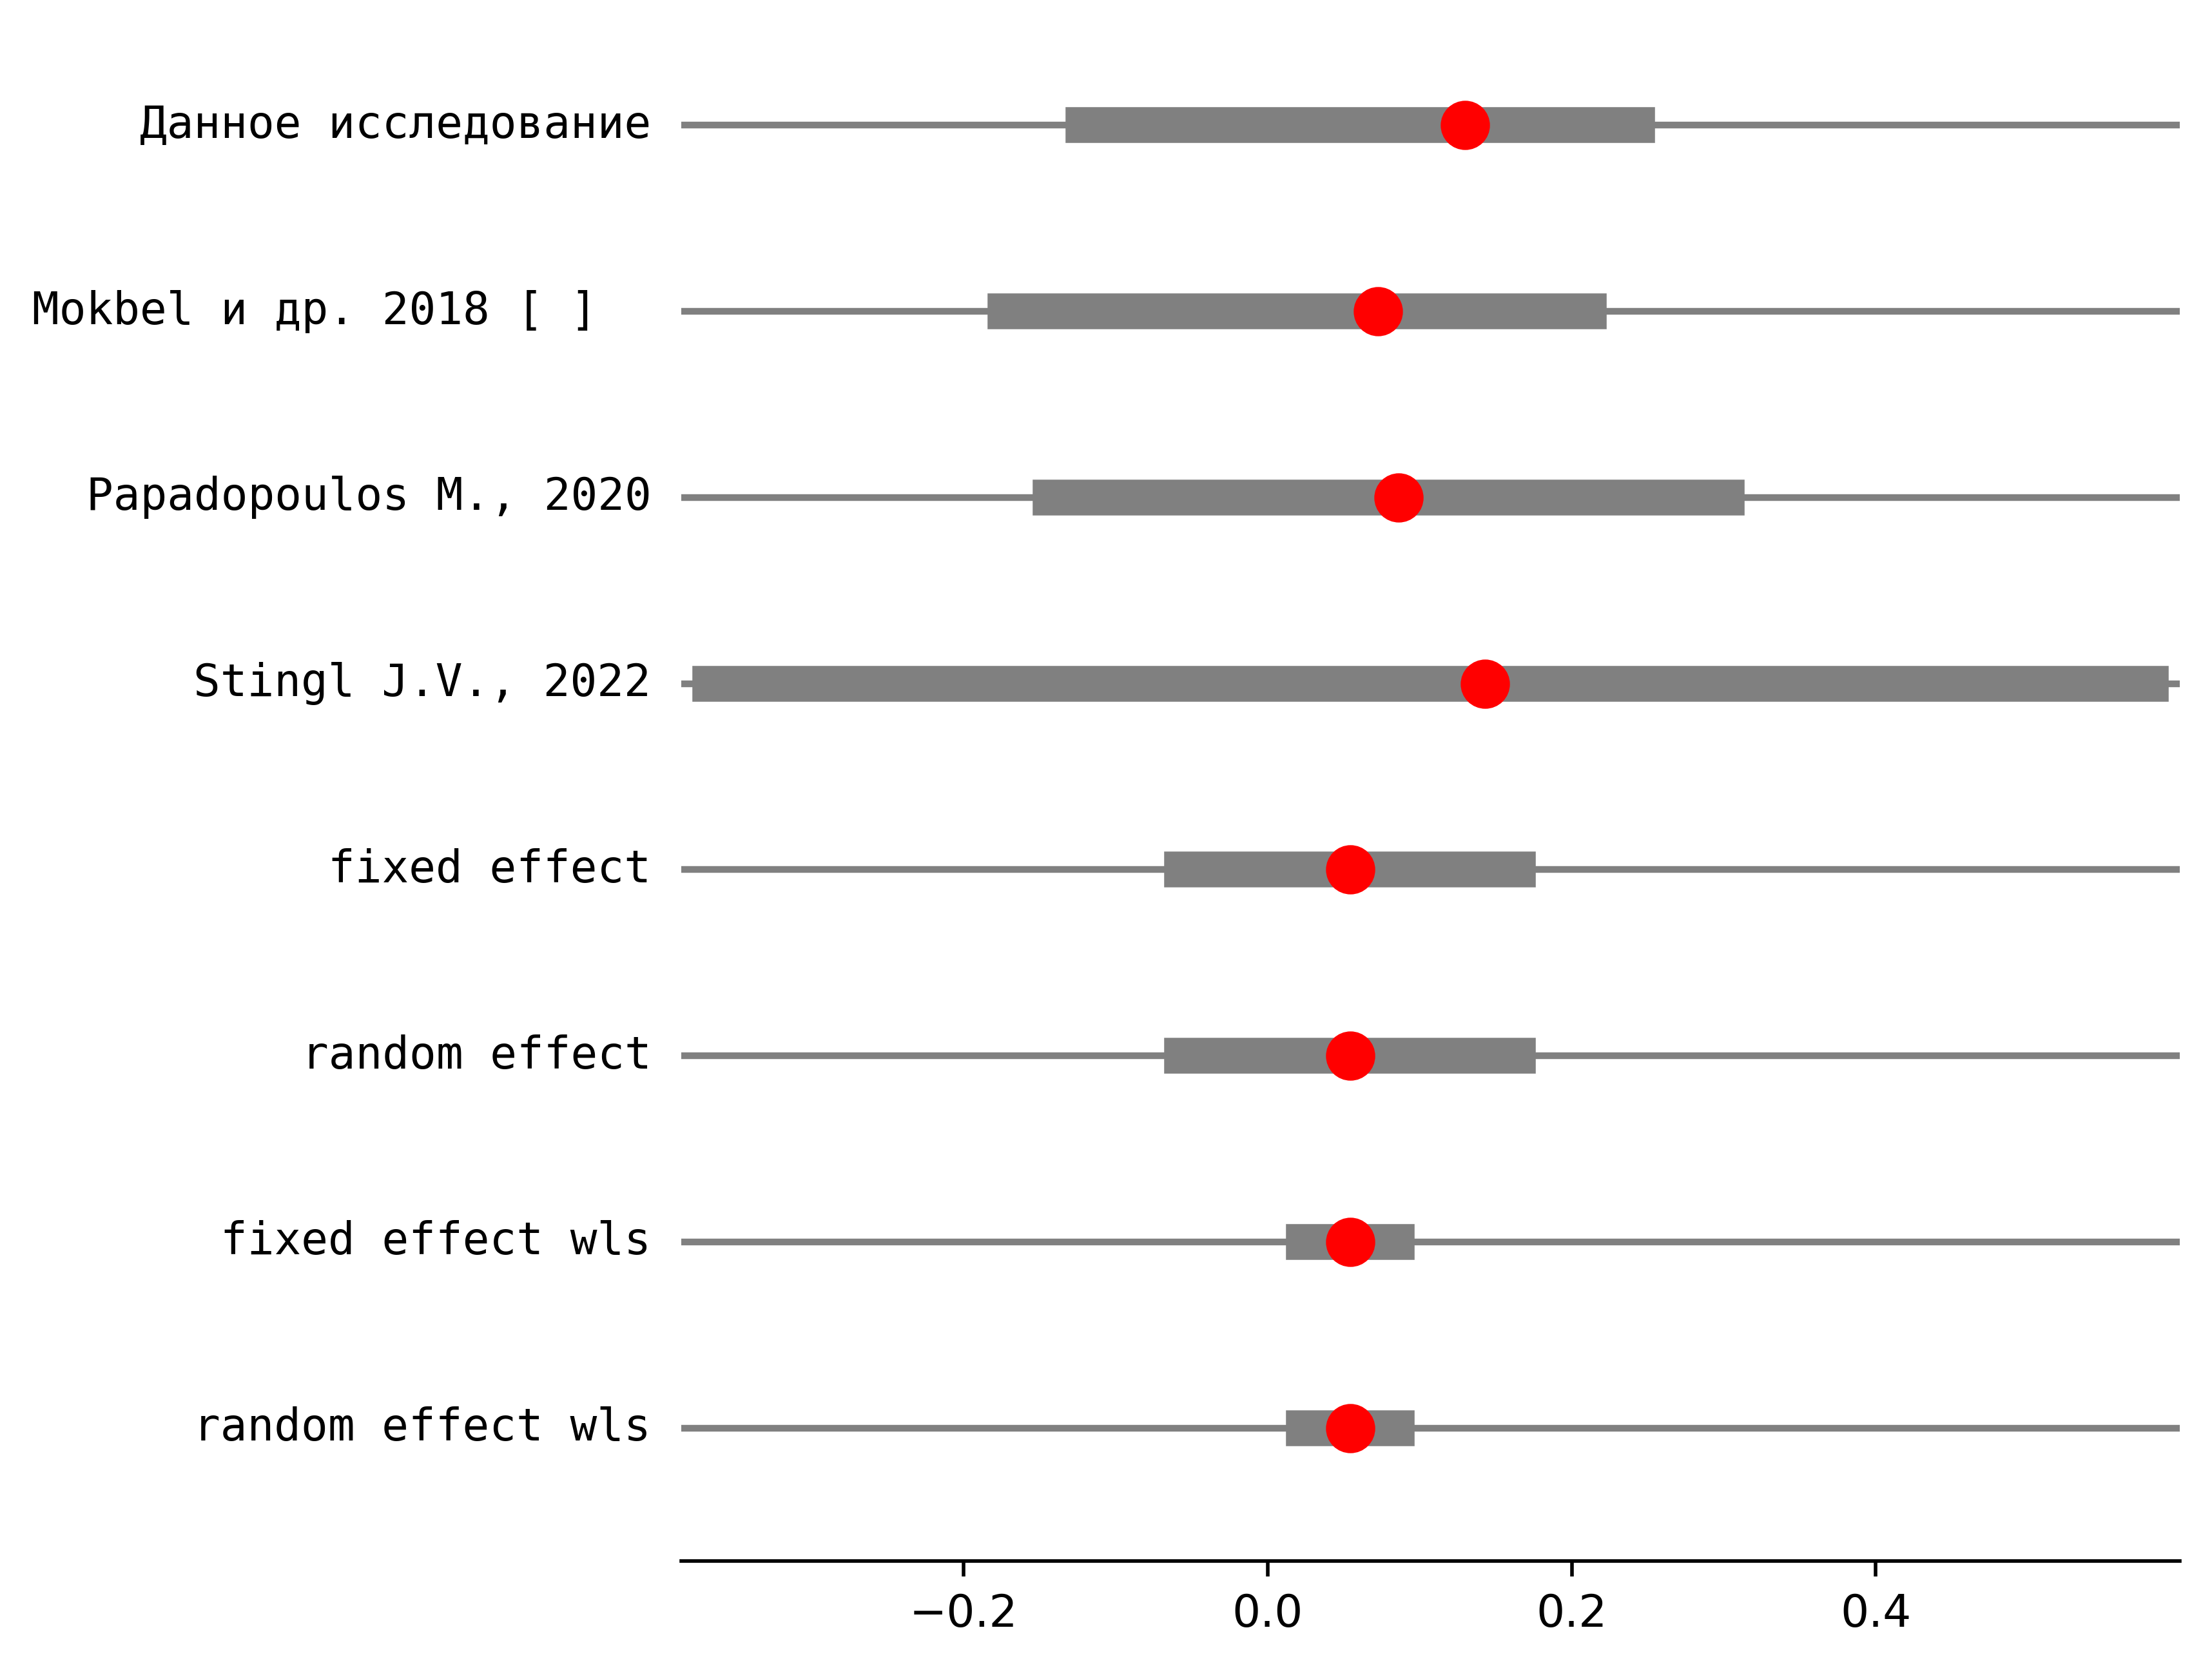 Данное исследование
Mokbel и др. 2018 [ ]
Papadopoulos M., 2020
Stingl J.V., 2022
fixed effect
random effect
fixed effect wls
random effect wls
−0.2 0.0 0.2 0.4